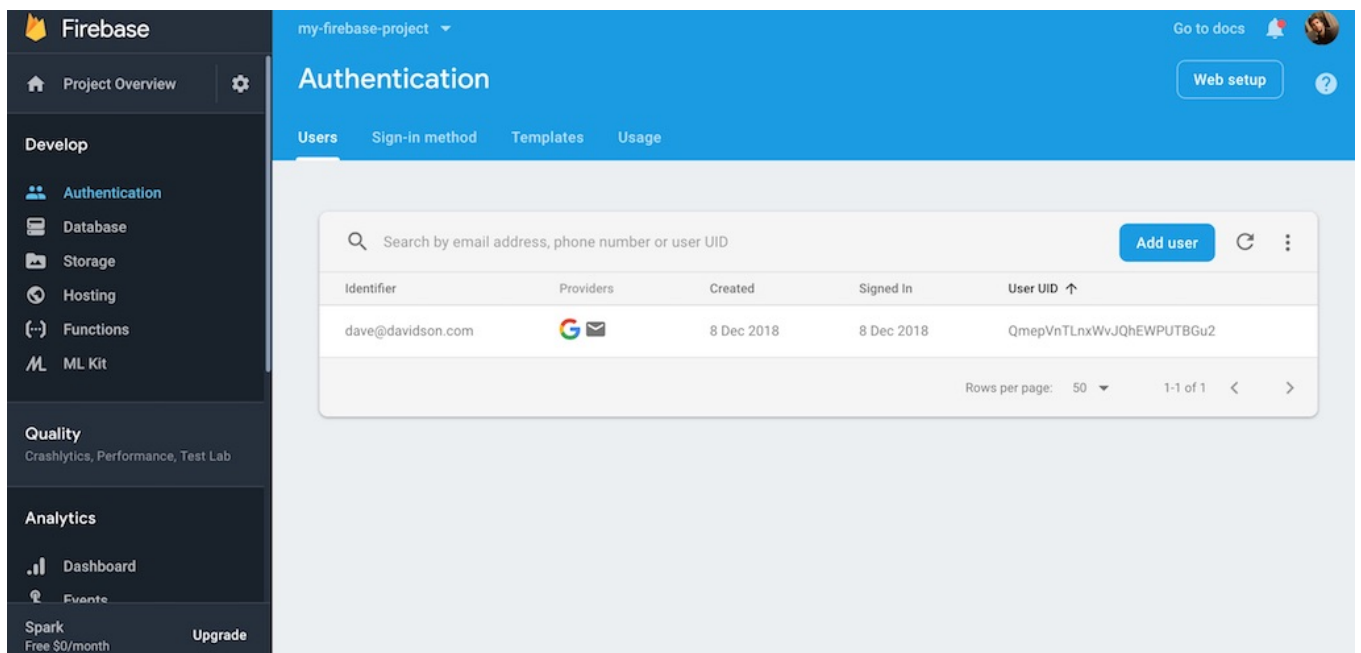 Firebase
my-firebase-project
Go to docs
Project Overview
Authentication
Web setup
Users Sign-in method Templates Usage
Develop
Authentication
Database
Storage
Hosting
Functions
ML Kit
Quality
Crashlytics, Performance, Test Lab
Analytics
Dashboard
Events
Spark
Free $0/month
Upgrade
Search by email address, phone number or user UID
Add user
Identifier Providers Created Signed In User UID
dave@davidson.com 8 Dec 2018 8 Dec 2018 QmepVnTLnxWvJQhEWPUTBGu2
Rows per page: 50 1-1 of 1